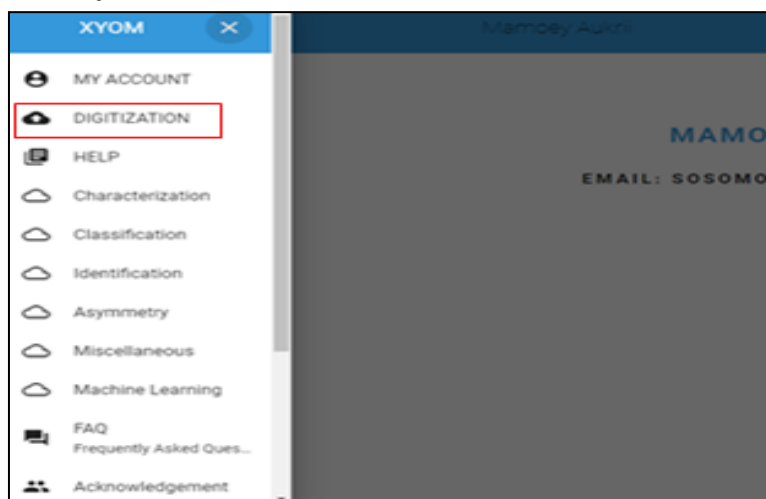 XYOM
Mamoey Aukrii
MY ACCOUNT
DIGITIZATION
HELP
Characterization
Classification
Identification
Asymmetry
Miscellaneous
Machine Learning
FAQ
Frequently Asked Ques...
Acknowledgement
MAMO
EMAIL: SOSOMO